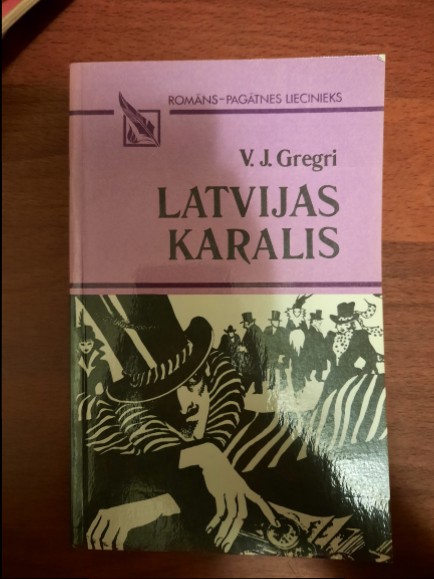 ROMĀNS-PAGĀTNES LIECINIEKS
V. J. Gregri
LATVIJAS
KARALIS